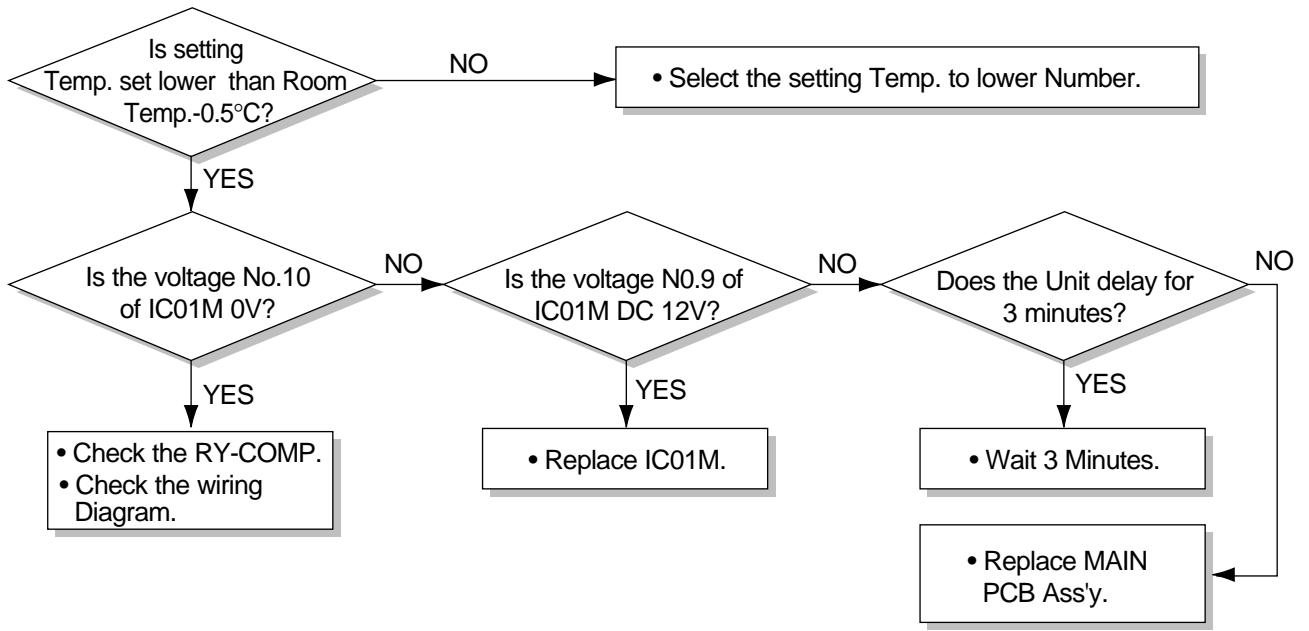 Is setting
Temp. set lower than Room
Temp.-0.5°C?
NO
• Select the setting Temp. to lower Number.
YES
Is the voltage No.10
of IC01M 0V?
NO
Is the voltage N0.9 of
IC01M DC 12V?
NO
Does the Unit delay for
3 minutes?
NO
YES
YES
YES
• Check the RY-COMP.
• Check the wiring
Diagram.
• Replace IC01M.
• Wait 3 Minutes.
• Replace MAIN
PCB Ass'y.